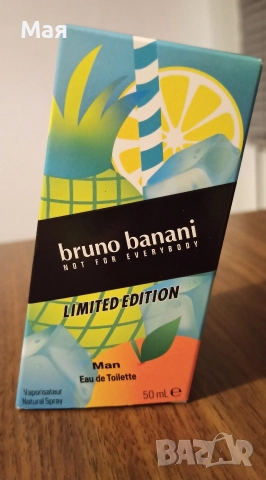 Мая
bruno banani
NOT FOR EVERYBODY
LIMITED EDITION
Man
Eau de Toilette
Vaporisateur
Natural Spray
50 mL ℮
BAZAR